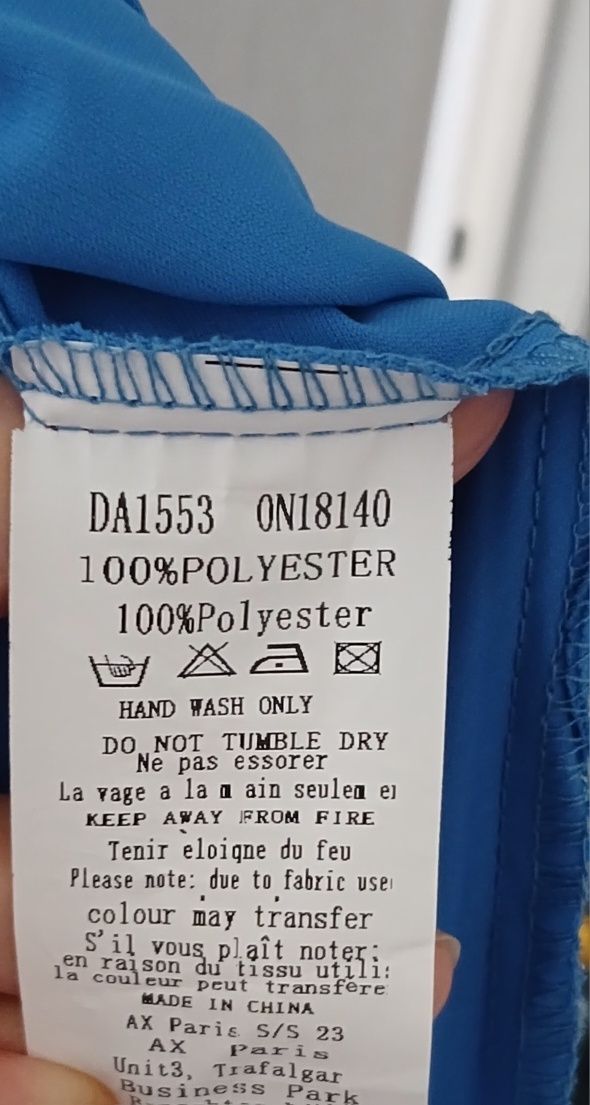 DA1553 ON18140
100%POLYESTER
100%Polyester
HAND WASH ONLY
DO NOT TUMBLE DRY
Ne pas essorer
La vage a la m ain seulem
KEEP AWAY FROM FIRE
Tenir eloigne du feu
Please note: due to fabric use
colour may transfer
S'il vous plaît noter:
en raison du tissu utili
la couleur peut transfere
MADE IN CHINA
AX Paris S/S 23
AX Paris
Unit3, Trafalgar
Business Park